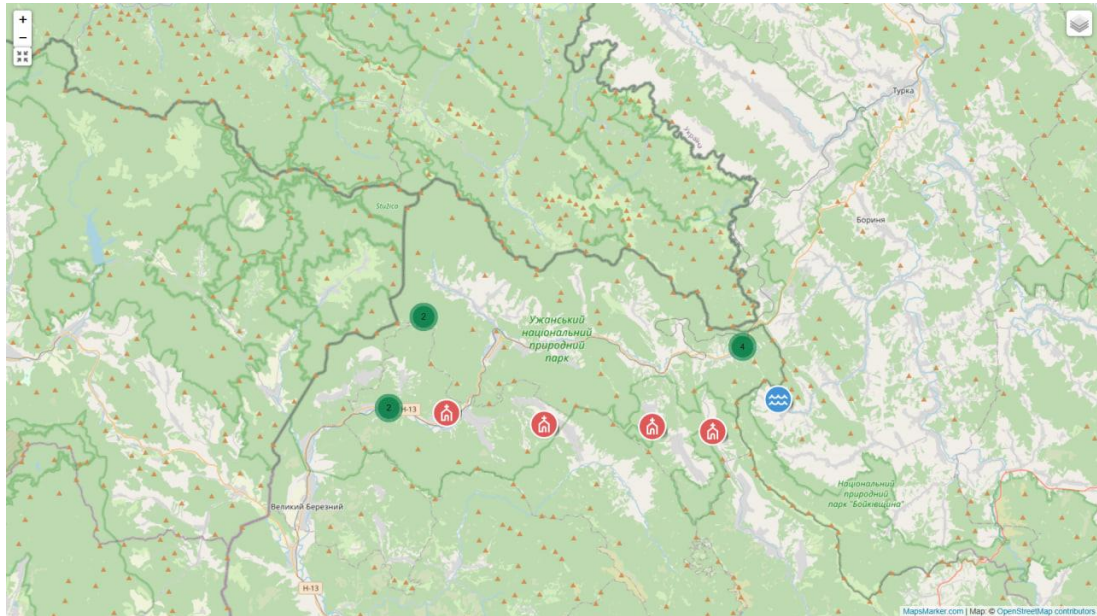 +
−
Турка
Україна
Stužica
Бориня
2
Ужанський
національний
природний
парк
4
2
Н-13
Національний
природний
парк "Бойківщина"
Великий Березний
Н-13
MapsMarker.com | Map: © OpenStreetMap contributors